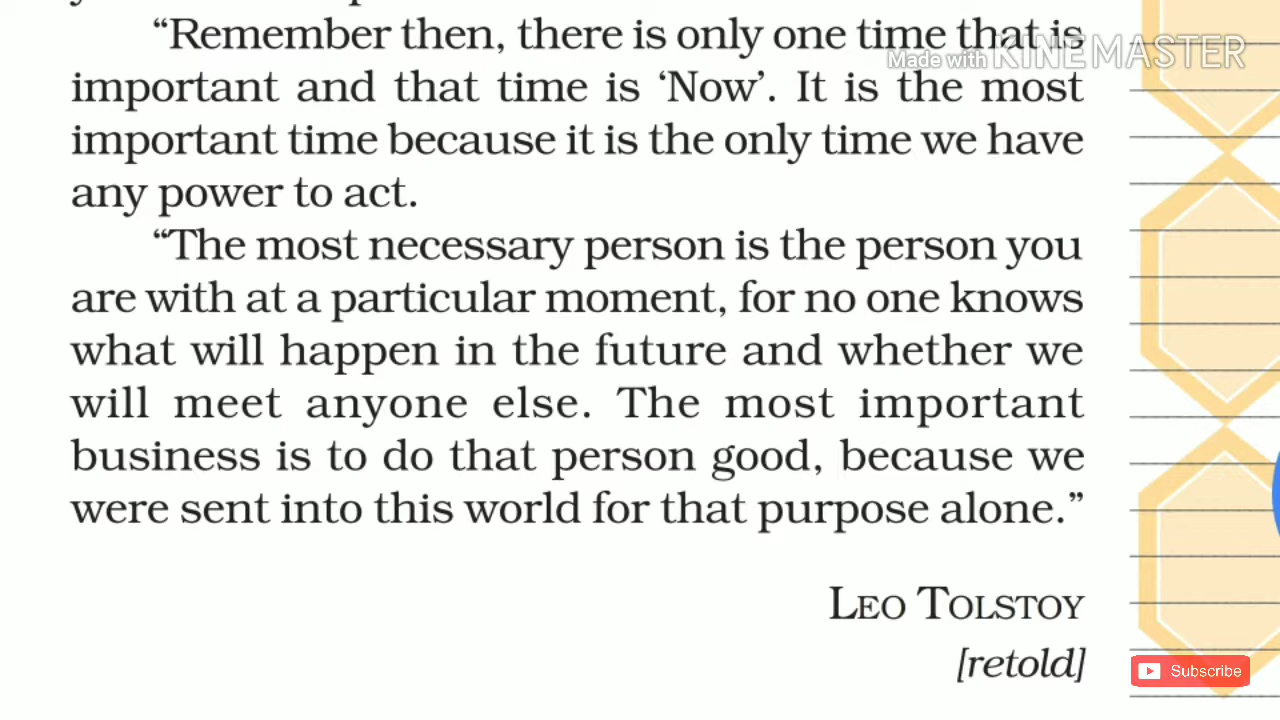 “Remember then, there is only one time that is
Made with KINEMASTER
important and that time is ‘Now’. It is the most
important time because it is the only time we have
any power to act.
“The most necessary person is the person you
are with at a particular moment, for no one knows
what will happen in the future and whether we
will meet anyone else. The most important
business is to do that person good, because we
were sent into this world for that purpose alone.”
LEO TOLSTOY
[retold]
Subscribe